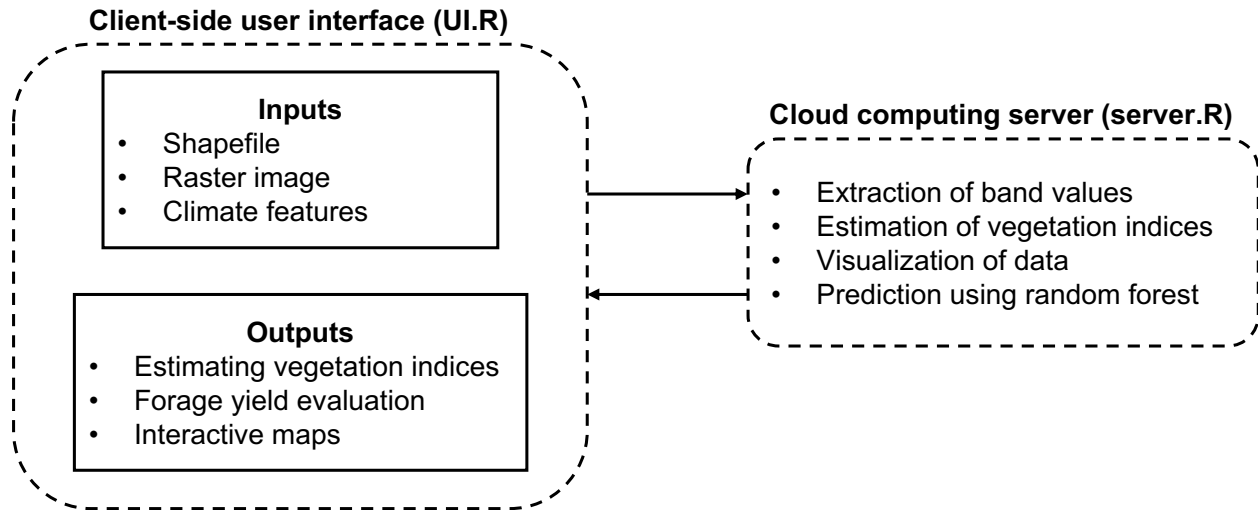 Client-side user interface (UI.R)
Inputs
• Shapefile
• Raster image
• Climate features
Outputs
• Estimating vegetation indices
• Forage yield evaluation
• Interactive maps
Cloud computing server (server.R)
• Extraction of band values
• Estimation of vegetation indices
• Visualization of data
• Prediction using random forest